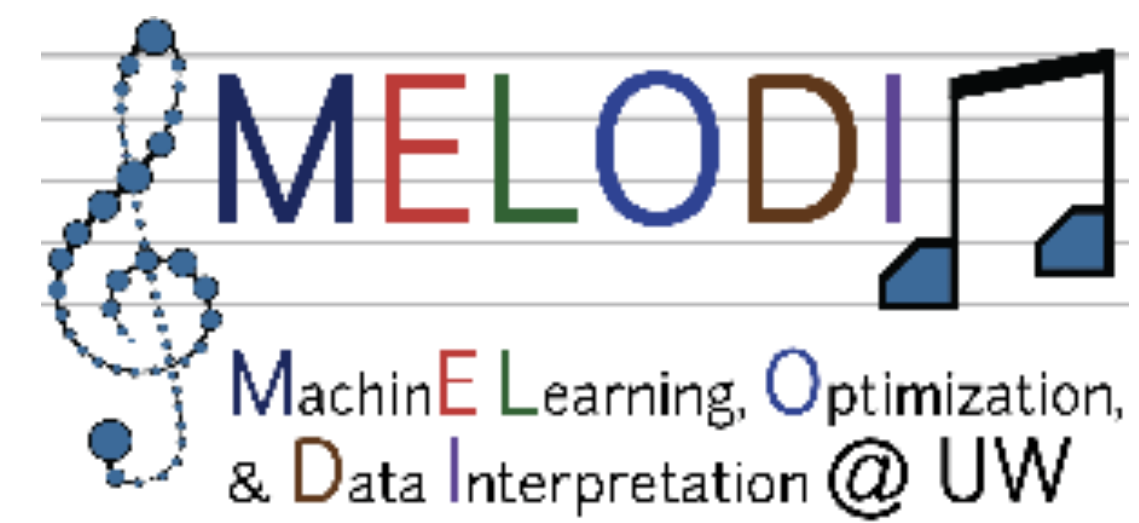 MELODI
MachinE Learning, Optimization,
& Data Interpretation @ UW